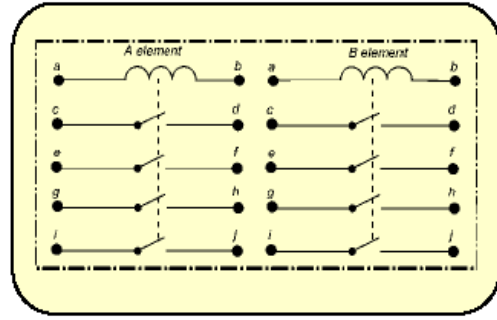 A element B element
a b a b
c d c d
e f e f
g h g h
i j i j